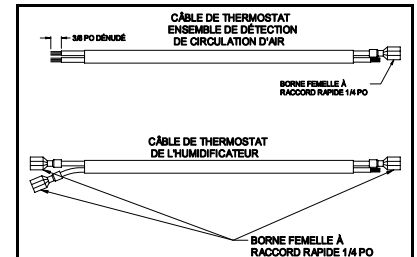 CÂBLE DE THERMOSTAT
ENSEMBLE DE DÉTECTION
DE CIRCULATION D'AIR
3/8 PO DÉNUDÉ
BORNE FEMELLE À
RACCORD RAPIDE 1/4 PO
CÂBLE DE THERMOSTAT
DE L'HUMIDIFICATEUR
BORNE FEMELLE À
RACCORD RAPIDE 1/4 PO